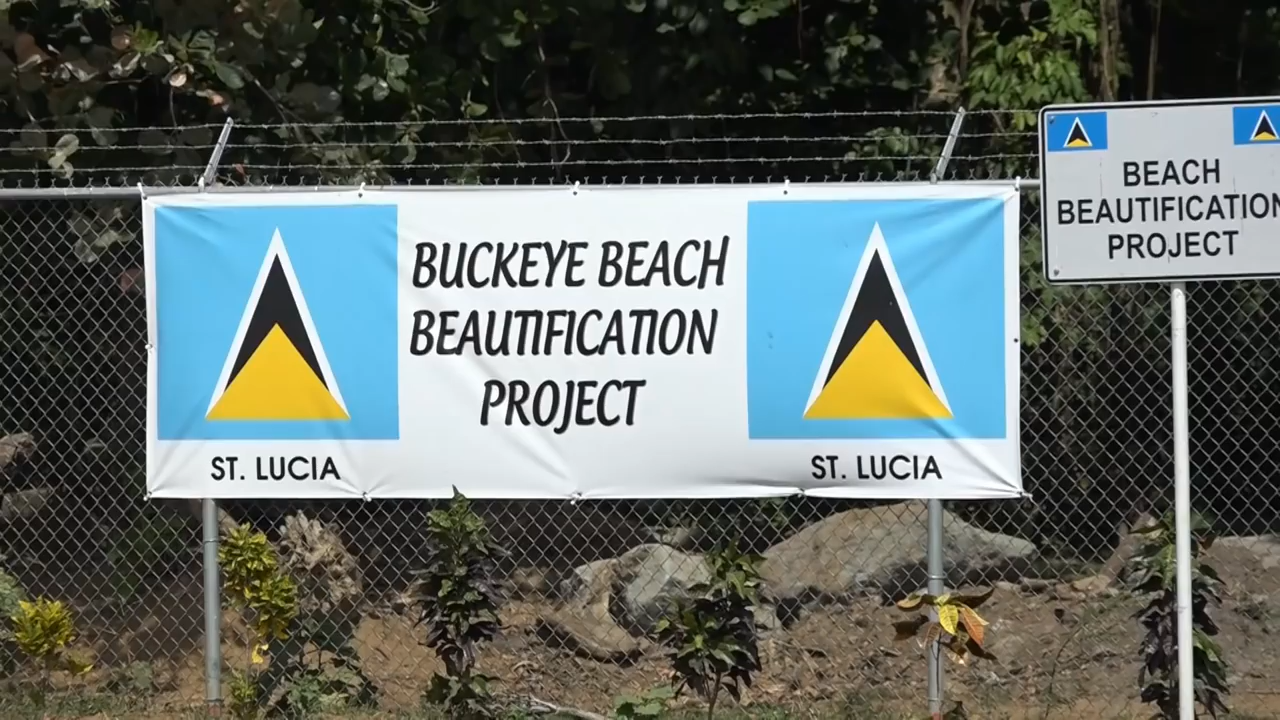 BUCKEYE BEACH
BEAUTIFICATION
PROJECT
ST. LUCIA
ST. LUCIA
BEACH
BEAUTIFICATION
PROJECT